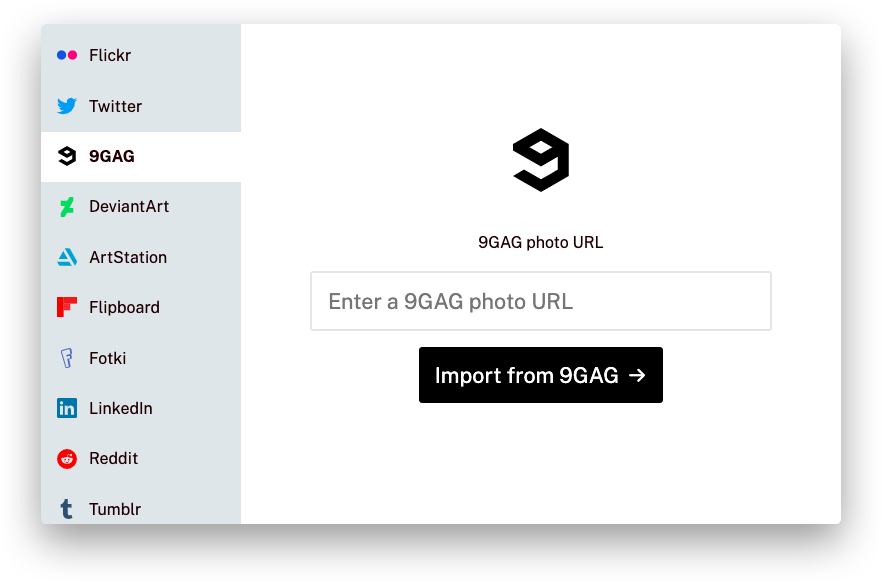 Flickr
Twitter
9GAG
DeviantArt
ArtStation
Flipboard
Fotki
LinkedIn
Reddit
Tumblr
9GAG photo URL
Enter a 9GAG photo URL
Import from 9GAG →